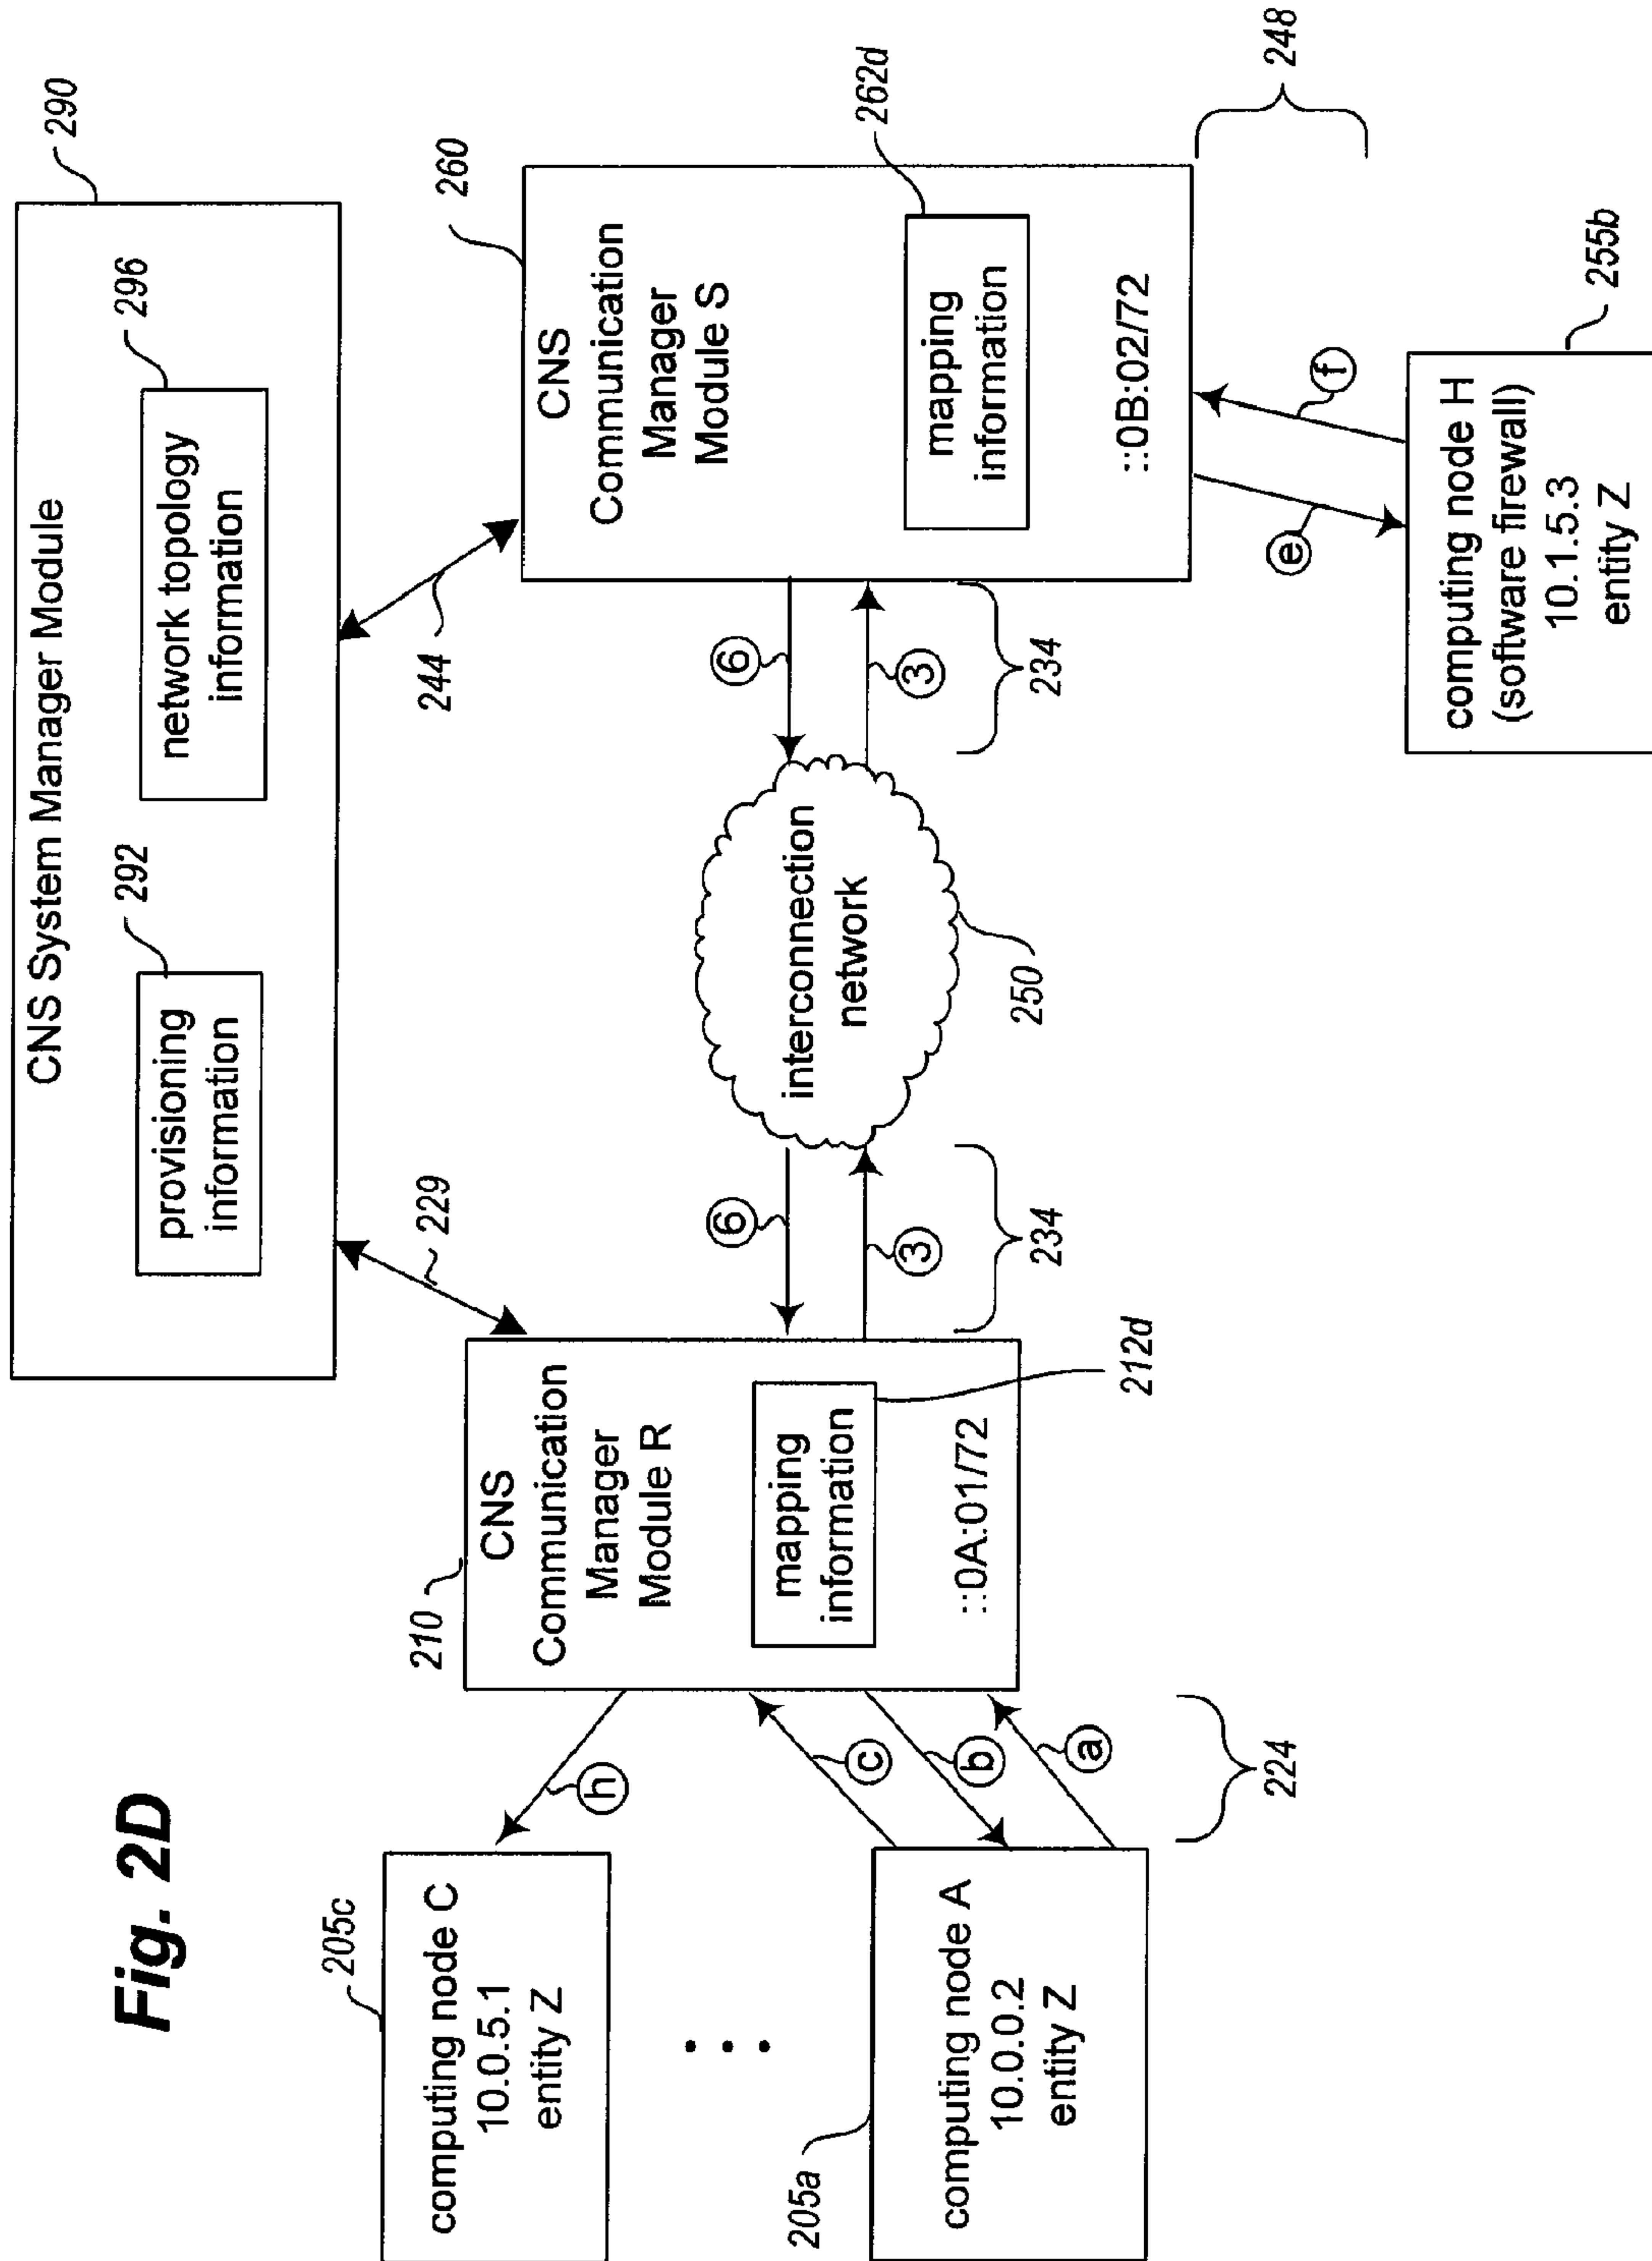 Fig. 2D
CNS System Manager Module
290
provisioning
information
292
network topology
information
296
229
244
210
CNS
Communication
Manager
Module R
mapping
information
212d
::0A:01/72
260
CNS
Communication
Manager
Module S
mapping
information
262d
::0B:02/72
205c
computing node C
10.0.5.1
entity Z
205a
computing node A
10.0.0.2
entity Z
h
c
b
a
224
6
3
234
interconnection
network
250
6
3
234
e
f
248
computing node H
(software firewall)
10.1.5.3
entity Z
255b